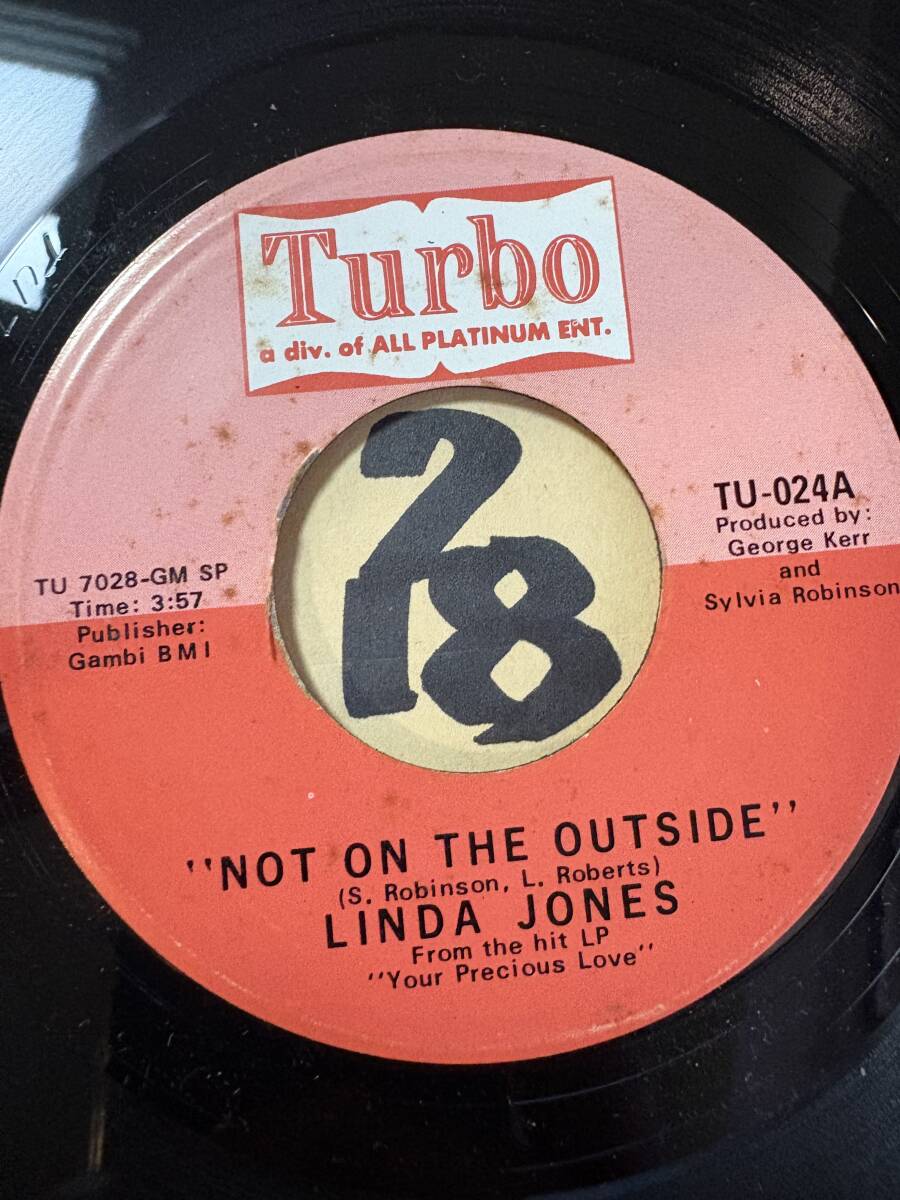 Turbo
a div. of ALL PLATINUM ENT.
78
TU-024A
Produced by:
George Kerr
and
Sylvia Robinson
TU 7028-GM SP
Time: 3:57
Publisher:
Gambi BMI
"NOT ON THE OUTSIDE"
(S. Robinson, L. Roberts)
LINDA JONES
From the hit LP
"Your Precious Love"